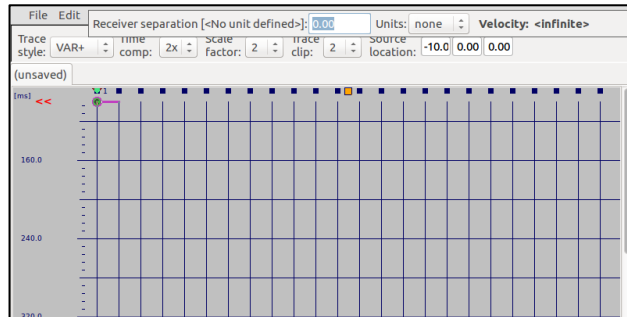 File Edit
Receiver separation [<No unit defined>]: 0.00 Units: none Velocity: <infinite>
Trace style: VAR+ Time comp: 2x Scale factor: 2 Trace clip: 2 Source location: -10.0 0.00 0.00
(unsaved)
[ms] << 1
160.0
240.0
320.0